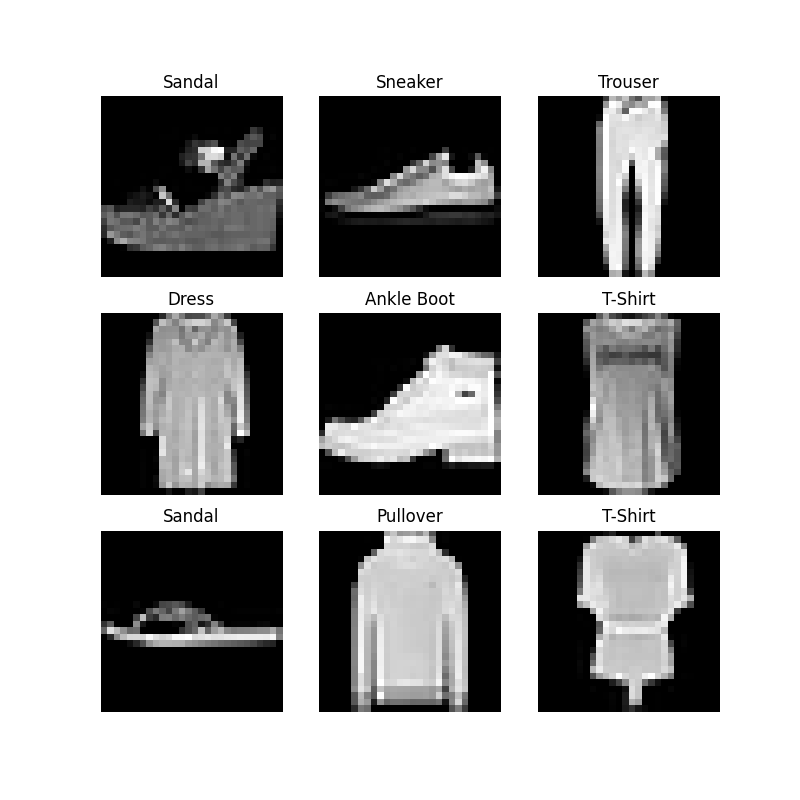 Sandal
Sneaker
Trouser
Dress
Ankle Boot
T-Shirt
Sandal
Pullover
T-Shirt